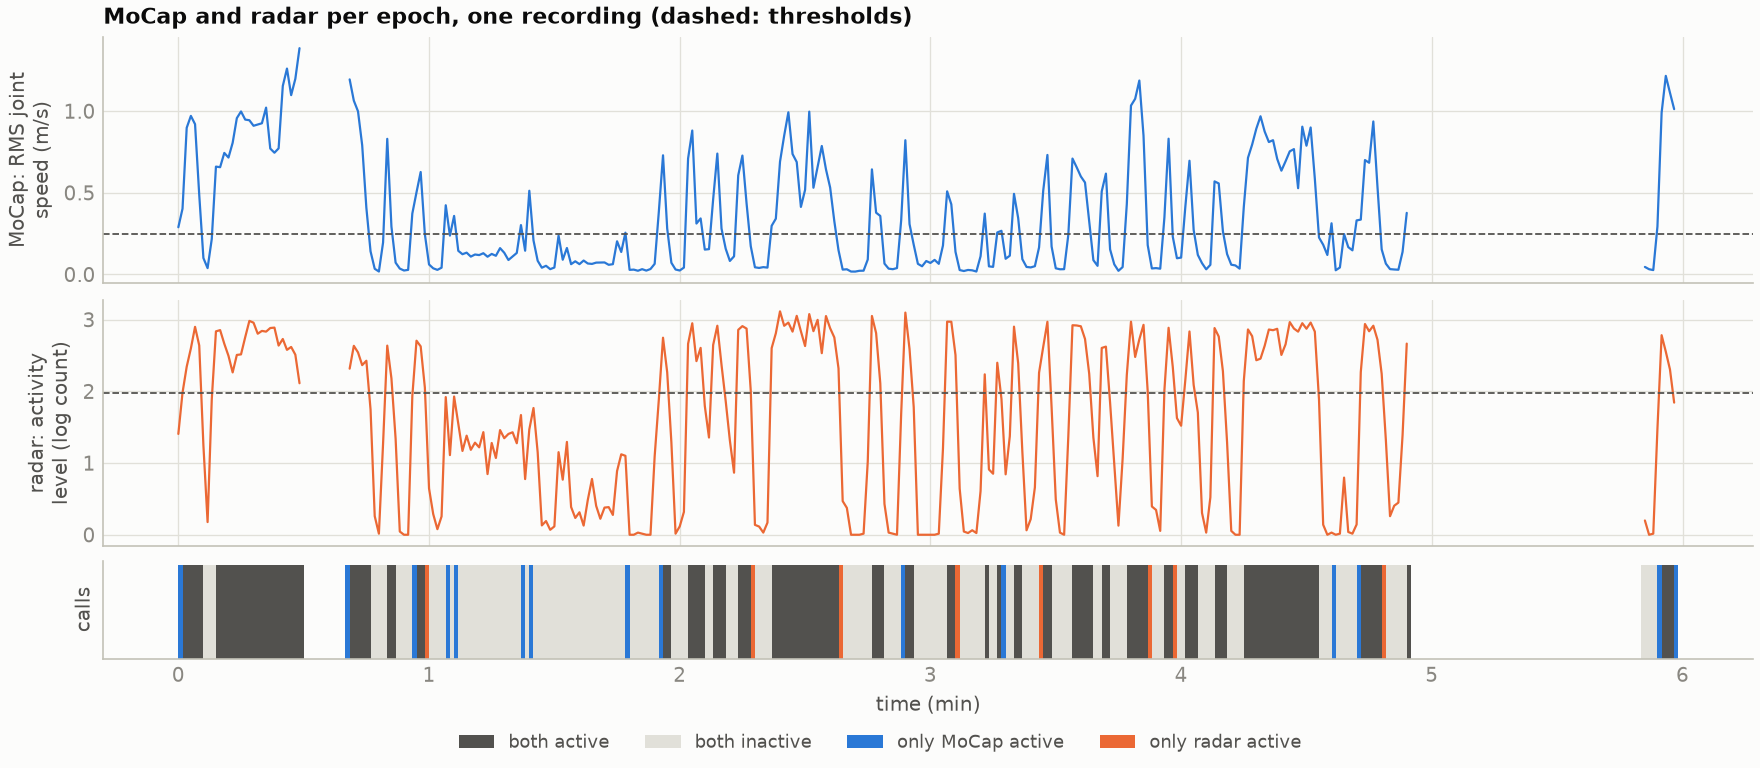 MoCap and radar per epoch, one recording (dashed: thresholds)
MoCap: RMS joint
speed (m/s)
1.0
0.5
0.0
radar: activity
level (log count)
3
2
1
0
calls
0 1 2 3 4 5 6
time (min)
both active both inactive only MoCap active only radar active